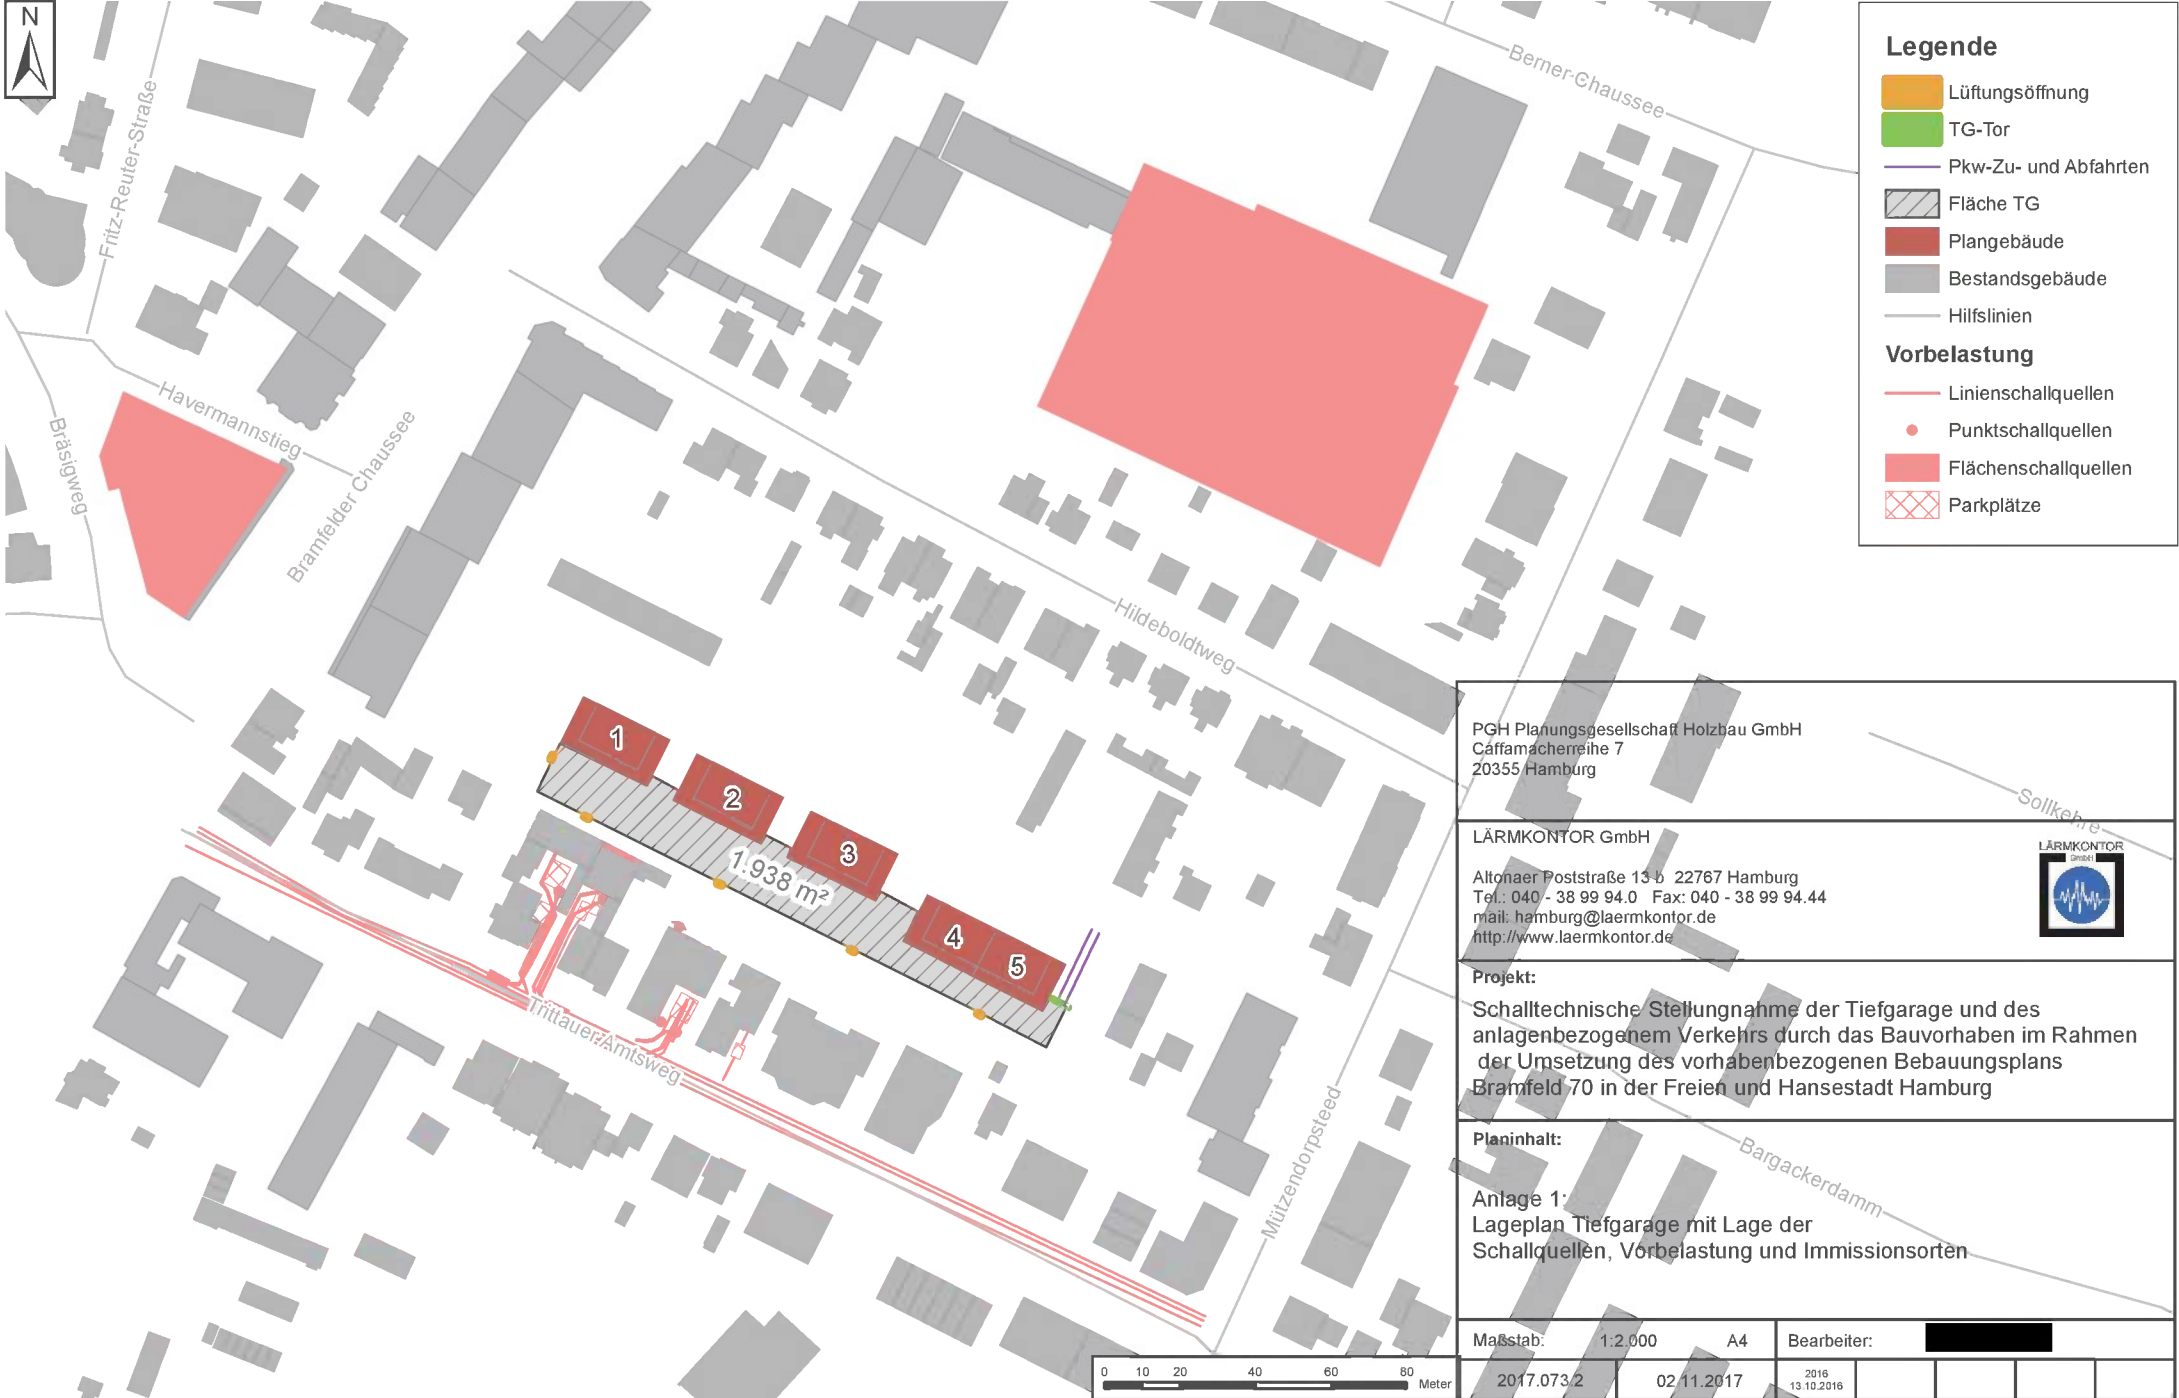 N
Fritz-Reuter-Straße
Berner-Chaussee
Havermannstieg
Bräsigweg
Bramfelder Chaussee
Hildeboldtweg
1
2
3
4
5
1.938 m²
Trittauer Amtsweg
Mützendorpsteed
Sollkehre
Bargackerdamm
Legende
Lüftungsöffnung
TG-Tor
Pkw-Zu- und Abfahrten
Fläche TG
Plangebäude
Bestandsgebäude
Hilfslinien
Vorbelastung
Linienschallquellen
Punktschallquellen
Flächenschallquellen
Parkplätze
PGH Planungsgesellschaft Holzbau GmbH
Caffamacherreihe 7
20355 Hamburg
LÄRMKONTOR GmbH
Altonaer Poststraße 13 b 22767 Hamburg
Tel.: 040 - 38 99 94.0 Fax: 040 - 38 99 94.44
mail: hamburg@laermkontor.de
http://www.laermkontor.de
LÄRMKONTOR
GmbH
Projekt:
Schalltechnische Stellungnahme der Tiefgarage und des
anlagenbezogenem Verkehrs durch das Bauvorhaben im Rahmen
der Umsetzung des vorhabenbezogenen Bebauungsplans
Bramfeld 70 in der Freien und Hansestadt Hamburg
Planinhalt:
Anlage 1:
Lageplan Tiefgarage mit Lage der
Schallquellen, Vorbelastung und Immissionsorten
Maßstab: 1:2.000 A4 Bearbeiter:
2017.073.2 02.11.2017 2016
13.10.2016
0 10 20 40 60 80
Meter